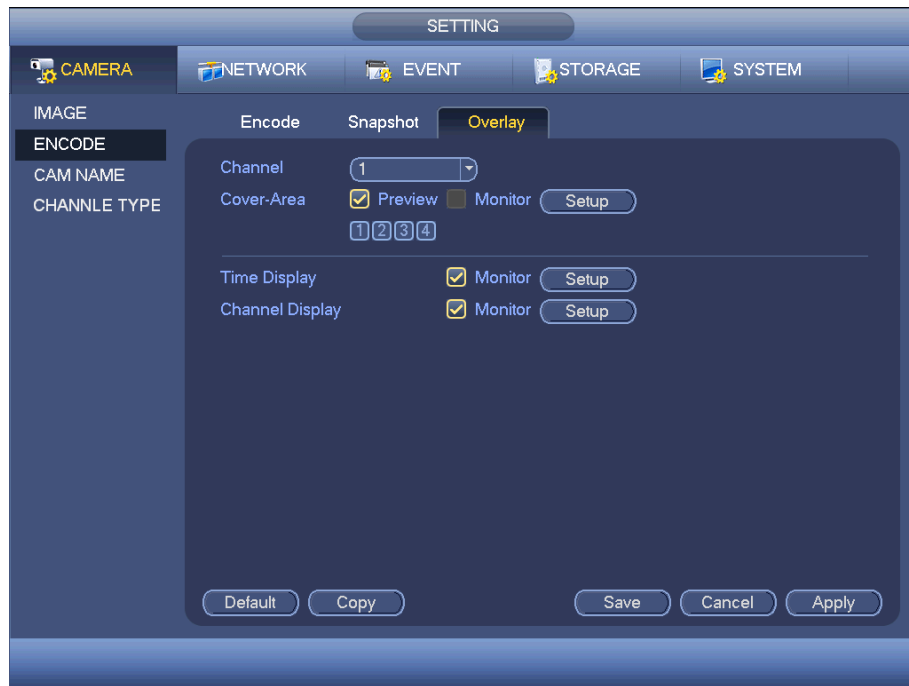 SETTING
CAMERA NETWORK EVENT STORAGE SYSTEM
IMAGE
ENCODE
CAM NAME
CHANNLE TYPE
Encode Snapshot Overlay
Channel 1
Cover-Area Preview Monitor Setup
1 2 3 4
Time Display Monitor Setup
Channel Display Monitor Setup
Default Copy Save Cancel Apply